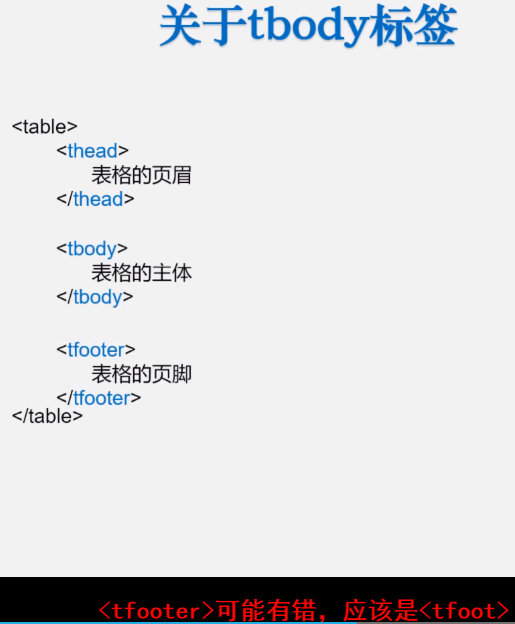 关于tbody标签
<table>
<thead>
表格的页眉
</thead>
<tbody>
表格的主体
</tbody>
<tfooter>
表格的页脚
</tfooter>
</table>
<tfooter>可能有错，应该是<tfoot>